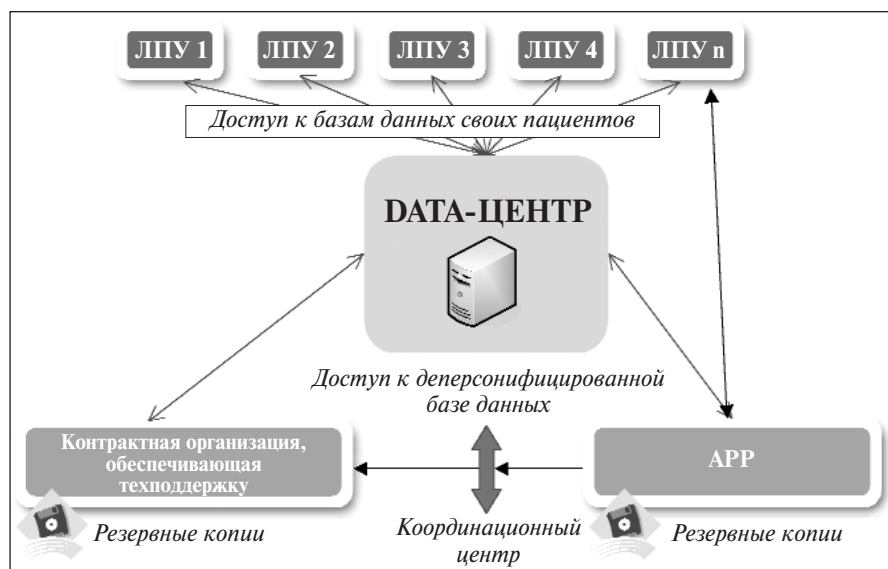 ЛПУ 1
ЛПУ 2
ЛПУ 3
ЛПУ 4
ЛПУ n
Доступ к базам данных своих пациентов
DATA-ЦЕНТР
Доступ к деперсонифицированной
базе данных
Контрактная организация,
обеспечивающая
техподдержку
АРР
Резервные копии
Координационный
центр
Резервные копии